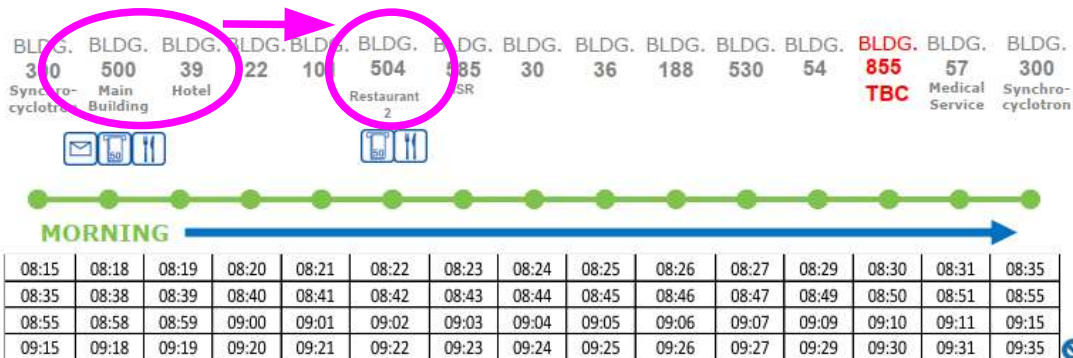 BLDG. BLDG. BLDG. BLDG. BLDG. BLDG. BLDG. BLDG. BLDG. BLDG. BLDG. BLDG. BLDG. BLDG. BLDG.
300 500 39 504 585 30 36 188 530 54 855 57 300
Synchro- Main Hotel Restaurant TBC Medical Synchro-
cyclotron Building 2 Service cyclotron
50 50
MORNING
08:15 08:18 08:19 08:20 08:21 08:22 08:23 08:24 08:25 08:26 08:27 08:29 08:30 08:31 08:35
08:35 08:38 08:39 08:40 08:41 08:42 08:43 08:44 08:45 08:46 08:47 08:49 08:50 08:51 08:55
08:55 08:58 08:59 09:00 09:01 09:02 09:03 09:04 09:05 09:06 09:07 09:09 09:10 09:11 09:15
09:15 09:18 09:19 09:20 09:21 09:22 09:23 09:24 09:25 09:26 09:27 09:29 09:30 09:31 09:35